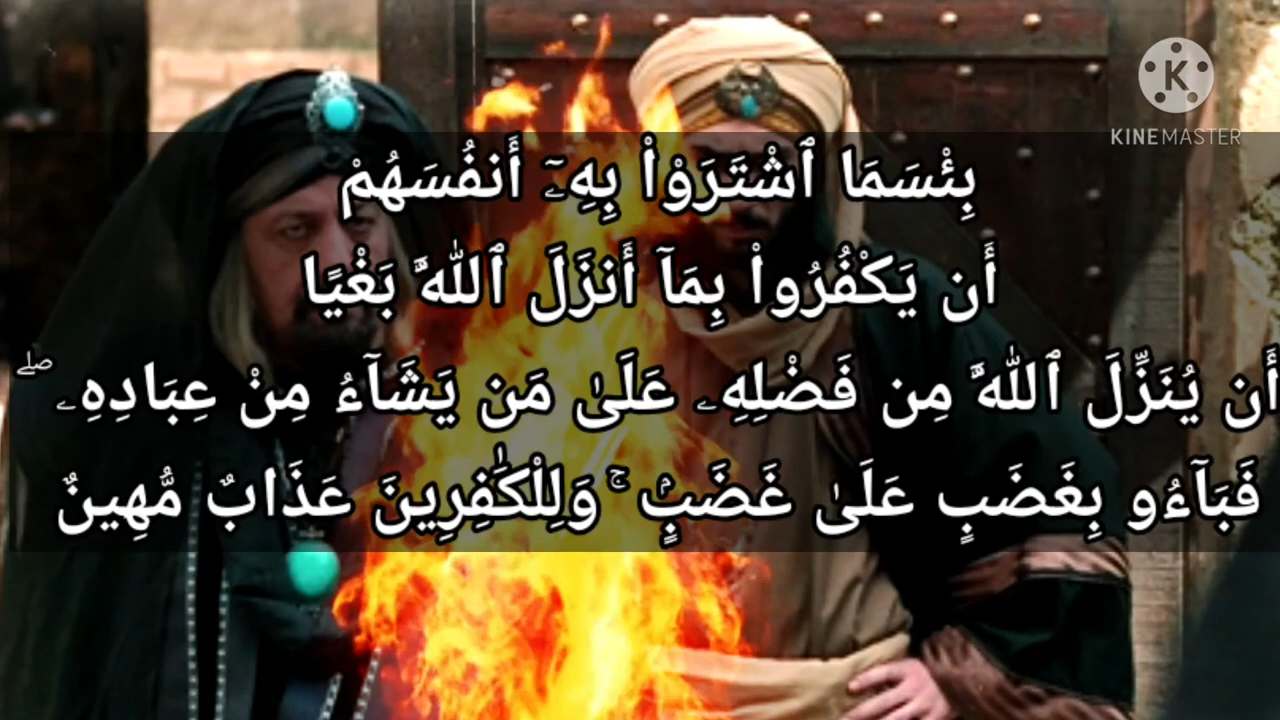 KINEMASTER
بِئْسَمَا ٱشْتَرَوْا۟ بِهِۦٓ أَنفُسَهُمْ
أَن يَكْفُرُوا۟ بِمَآ أَنزَلَ ٱللَّهُ بَغْيًا
أَن يُنَزِّلَ ٱللَّهُ مِن فَضْلِهِۦ عَلَىٰ مَن يَشَآءُ مِنْ عِبَادِهِۦ ۖ
فَبَآءُو بِغَضَبٍ عَلَىٰ غَضَبٍۢ ۚ وَلِلْكَٰفِرِينَ عَذَابٌ مُّهِينٌ